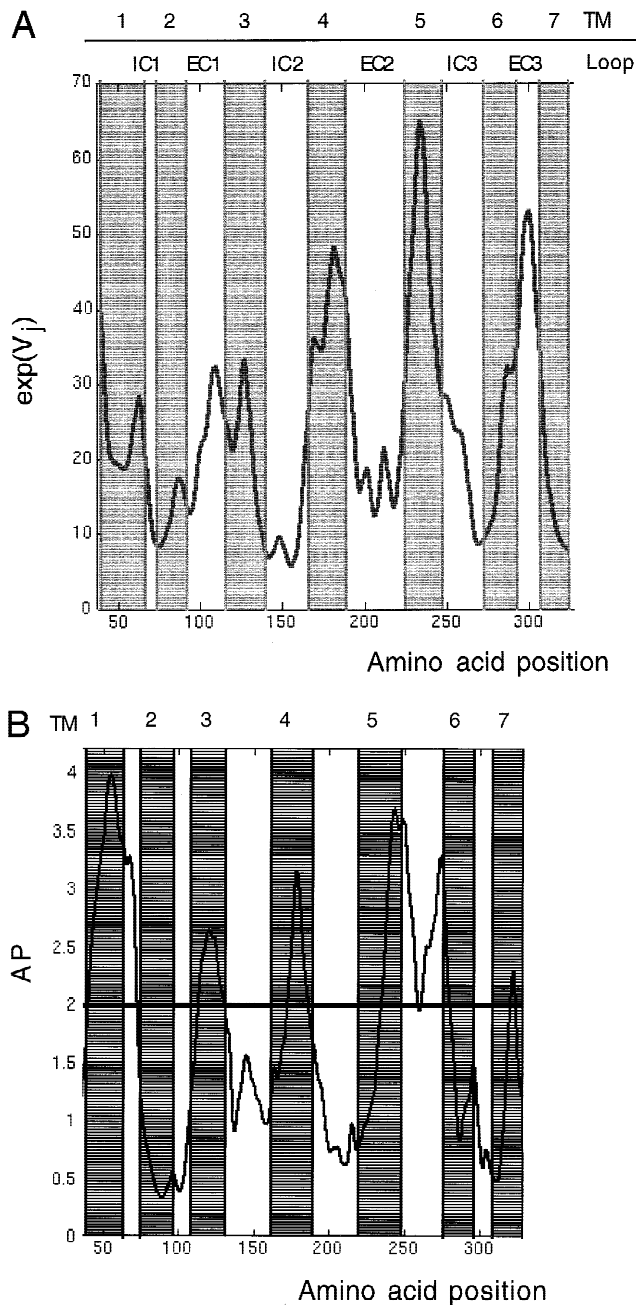 A
1 2 3 4 5 6 7 TM
IC1 EC1 IC2 EC2 IC3 EC3 Loop
70
60
50
40
30
20
10
0
exp(Vj)
50 100 150 200 250 300
Amino acid position
B
TM 1 2 3 4 5 6 7
4
3.5
3
2.5
2
1.5
1
0.5
0
AP
50 100 150 200 250 300
Amino acid position